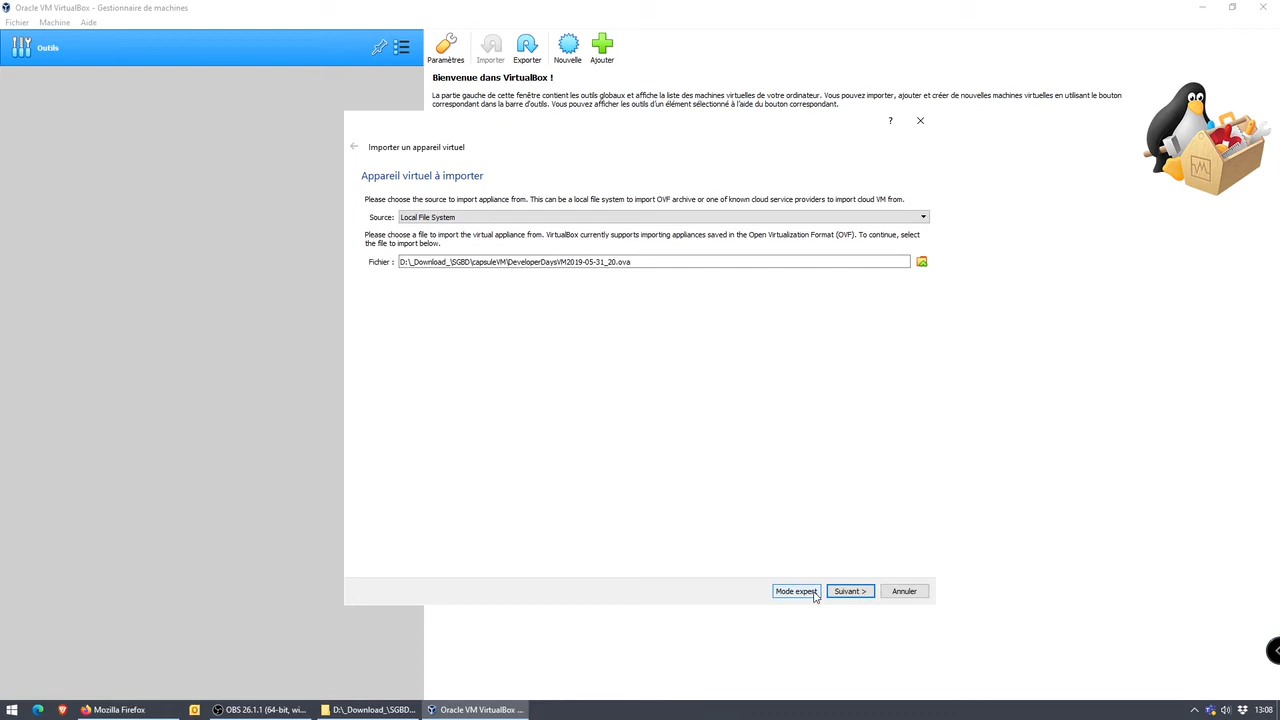 Oracle VM VirtualBox - Gestionnaire de machines
Fichier Machine Aide
Outils
Paramètres Importer Exporter Nouvelle Ajouter
Bienvenue dans VirtualBox !
La partie gauche de cette fenêtre contient les outils globaux et affiche la liste des machines virtuelles de votre ordinateur. Vous pouvez importer, ajouter et créer de nouvelles machines virtuelles en utilisant le bouton
correspondant dans la barre d'outils. Vous pouvez afficher les outils d'un élément sélectionné à l'aide du bouton correspondant.
?
Importer un appareil virtuel
Appareil virtuel à importer
Please choose the source to import appliance from. This can be a local file system to import OVF archive or one of known cloud service providers to import cloud VM from.
Source: Local File System
Please choose a file to import the virtual appliance from. VirtualBox currently supports importing appliances saved in the Open Virtualization Format (OVF). To continue, select
the file to import below.
Fichier : D:\_Download_\SGBD\capsuleVM\DeveloperDaysVM2019-05-31_20.ova
Mode expert Suivant > Annuler
Mozilla Firefox OBS 26.1.1 (64-bit, wi... D:\_Download_\SGBD... Oracle VM VirtualBox ... 13:08